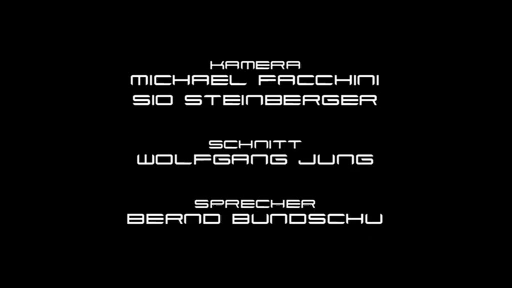 KAMERA
MICHAEL FACCHINI
SID STEINBERGER
SCHNITT
WOLFGANG JUNG
SPRECHER
BERND BUNDSCHU